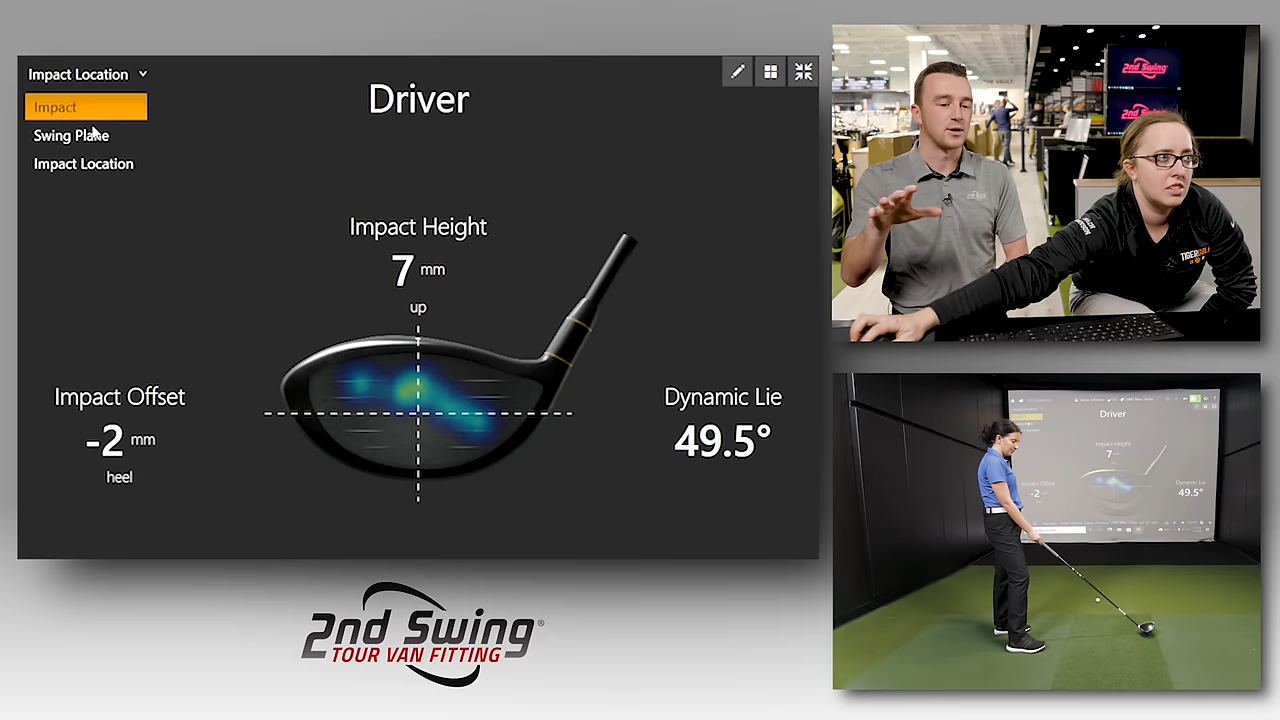 Impact Location
Impact
Swing Plane
Impact Location
Driver
Impact Height
7 mm
up
Impact Offset
-2 mm
heel
Dynamic Lie
49.5°
2nd Swing®
TOUR VAN FITTING
2nd Swing
2nd Swing
Driver
Impact Height
7
-2
Dynamic Lie
49.5°